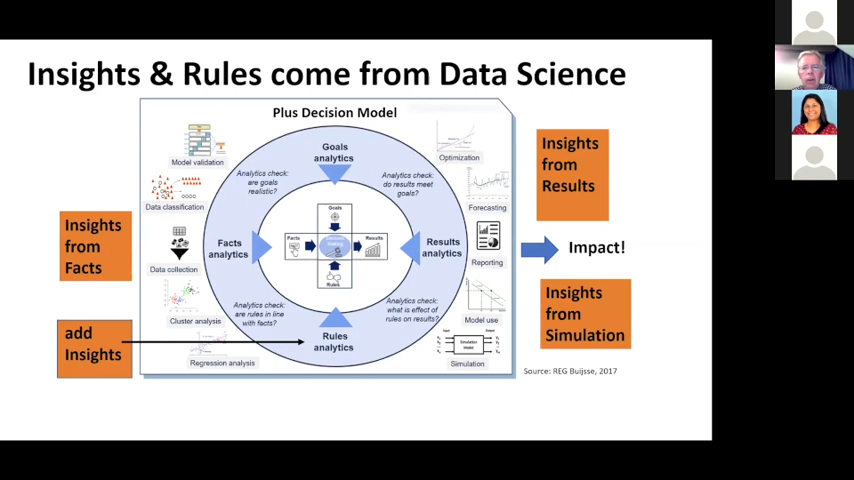 Insights & Rules come from Data Science
Plus Decision Model
Goals
analytics
Analytics check:
are goals
realistic?
Analytics check:
do results meet
goals?
Model validation
Optimization
Data classification
Forecasting
Insights
from
Results
Insights
from
Facts
Facts
analytics
Goals
Facts
Results
Rules
Results
analytics
Reporting
Impact!
Data collection
Insights
from
Simulation
Analytics check:
are rules in line
with facts?
Analytics check:
what is effect of
rules on results?
Cluster analysis
Model use
add
Insights
Rules
analytics
Input
Output
Simulation
Model
Regression analysis
Simulation
Source: REG Buijsse, 2017